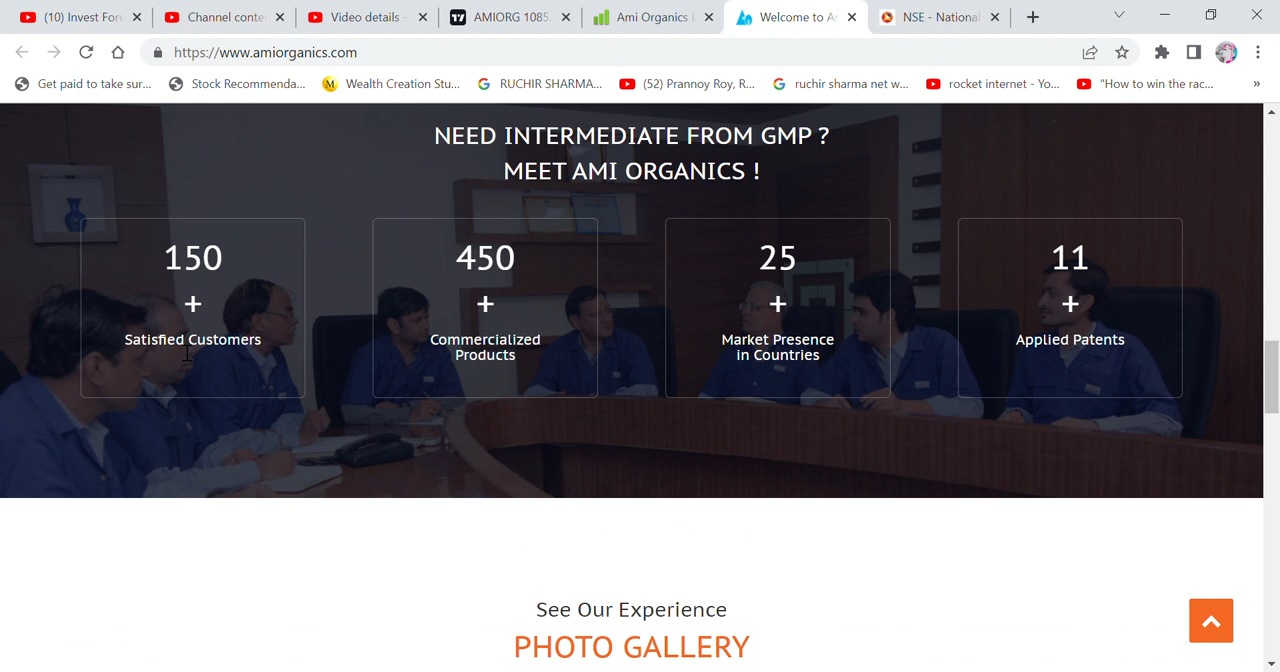 (10) Invest For
Channel conte
Video details -
AMIORG 1085.
Ami Organics L
Welcome to A
NSE - National
https://www.amiorganics.com
Get paid to take sur...
Stock Recommenda...
Wealth Creation Stu...
RUCHIR SHARMA...
(52) Prannoy Roy, R...
ruchir sharma net w...
rocket internet - Yo...
"How to win the rac...
»
NEED INTERMEDIATE FROM GMP ?
MEET AMI ORGANICS !
150
+
Satisfied Customers
450
+
Commercialized
Products
25
+
Market Presence
in Countries
11
+
Applied Patents
See Our Experience
PHOTO GALLERY